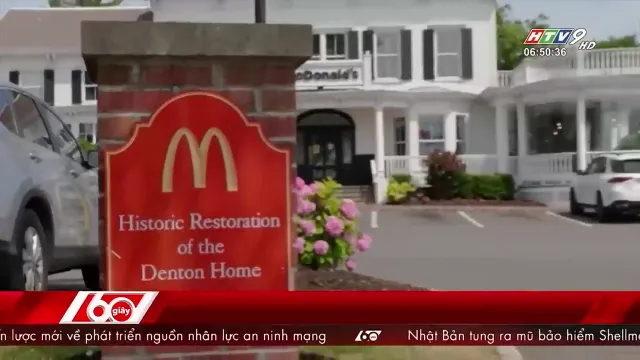 HTV9 HD
06:50:36
McDonald's
Historic Restoration
of the
Denton Home
60 giây
n lược mới về phát triển nguồn nhân lực an ninh mạng 60 Nhật Bản tung ra mũ bảo hiểm Shellm